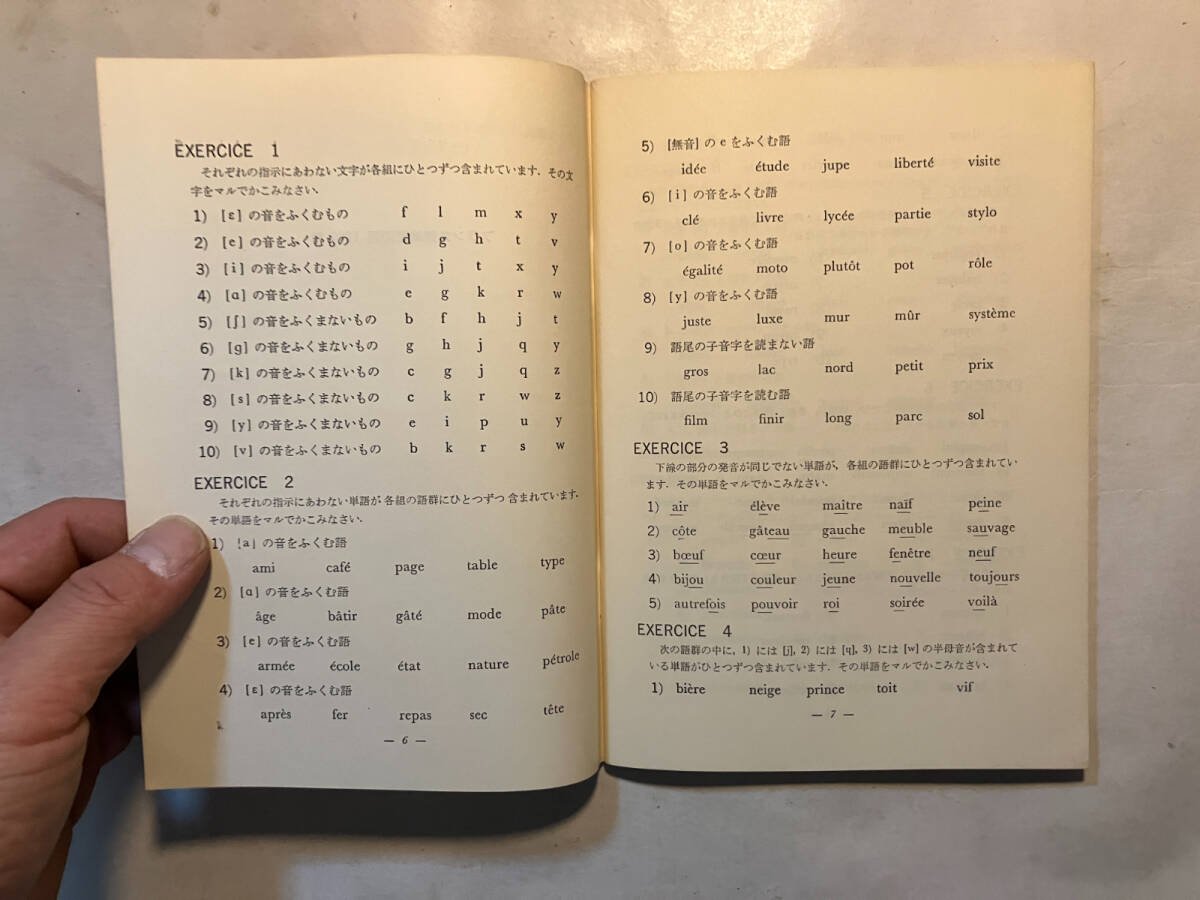 EXERCICE 1
それぞれの指示にあわない文字が各組にひとつずつ含まれています．その文
字をマルでかこみなさい．
1) [ɛ] の音をふくむもの f l m x y
2) [e] の音をふくむもの d g h t v
3) [i] の音をふくむもの i j t x y
4) [ɑ] の音をふくむもの e g k r w
5) [ʃ] の音をふくまないもの b f h j t
6) [g] の音をふくまないもの g h j q y
7) [k] の音をふくまないもの c g j q z
8) [s] の音をふくまないもの c k r w z
9) [y] の音をふくまないもの e i p u y
10) [v] の音をふくまないもの b k r s w
EXERCICE 2
それぞれの指示にあわない単語が各組の語群にひとつずつ含まれています．
その単語をマルでかこみなさい．
1) [a] の音をふくむ語
ami café page table type
2) [ɑ] の音をふくむ語
âge bâtir gâté mode pâte
3) [e] の音をふくむ語
armée école état nature pétrole
4) [ɛ] の音をふくむ語
après fer repas sec tête
— 6 —
5) [無音] の e をふくむ語
idée étude jupe liberté visite
6) [i] の音をふくむ語
clé livre lycée partie stylo
7) [o] の音をふくむ語
égalité moto plutôt pot rôle
8) [y] の音をふくむ語
juste luxe mur mûr système
9) 語尾の子音字を読まない語
gros lac nord petit prix
10) 語尾の子音字を読む語
film finir long parc sol
EXERCICE 3
下線の部分の発音が同じでない単語が，各組の語群にひとつずつ含まれてい
ます．その単語をマルでかこみなさい．
1) air élève maître naïf peine
2) côte gâteau gauche meuble sauvage
3) bœuf cœur heure fenêtre neuf
4) bijou couleur jeune nouvelle toujours
5) autrefois pouvoir roi soirée voilà
EXERCICE 4
次の語群の中に，1) には [j], 2) には [ɥ], 3) には [w] の半母音が含まれて
いる単語がひとつずつ含まれています．その単語をマルでかこみなさい．
1) bière neige prince toit vif
— 7 —